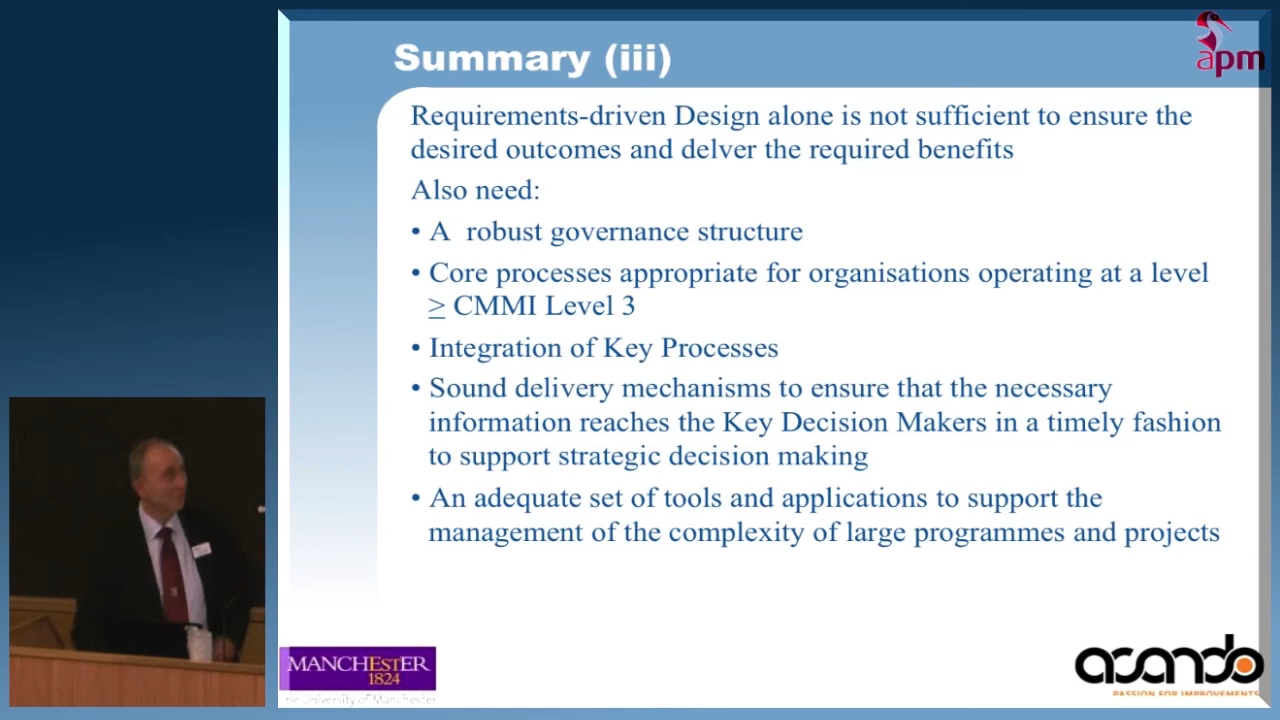 Summary (iii)
apm
Requirements-driven Design alone is not sufficient to ensure the
desired outcomes and delver the required benefits
Also need:
• A robust governance structure
• Core processes appropriate for organisations operating at a level
≥ CMMI Level 3
• Integration of Key Processes
• Sound delivery mechanisms to ensure that the necessary
information reaches the Key Decision Makers in a timely fashion
to support strategic decision making
• An adequate set of tools and applications to support the
management of the complexity of large programmes and projects
MANCHESTER
1824
The University of Manchester
acando
PASSION FOR IMPROVEMENTS